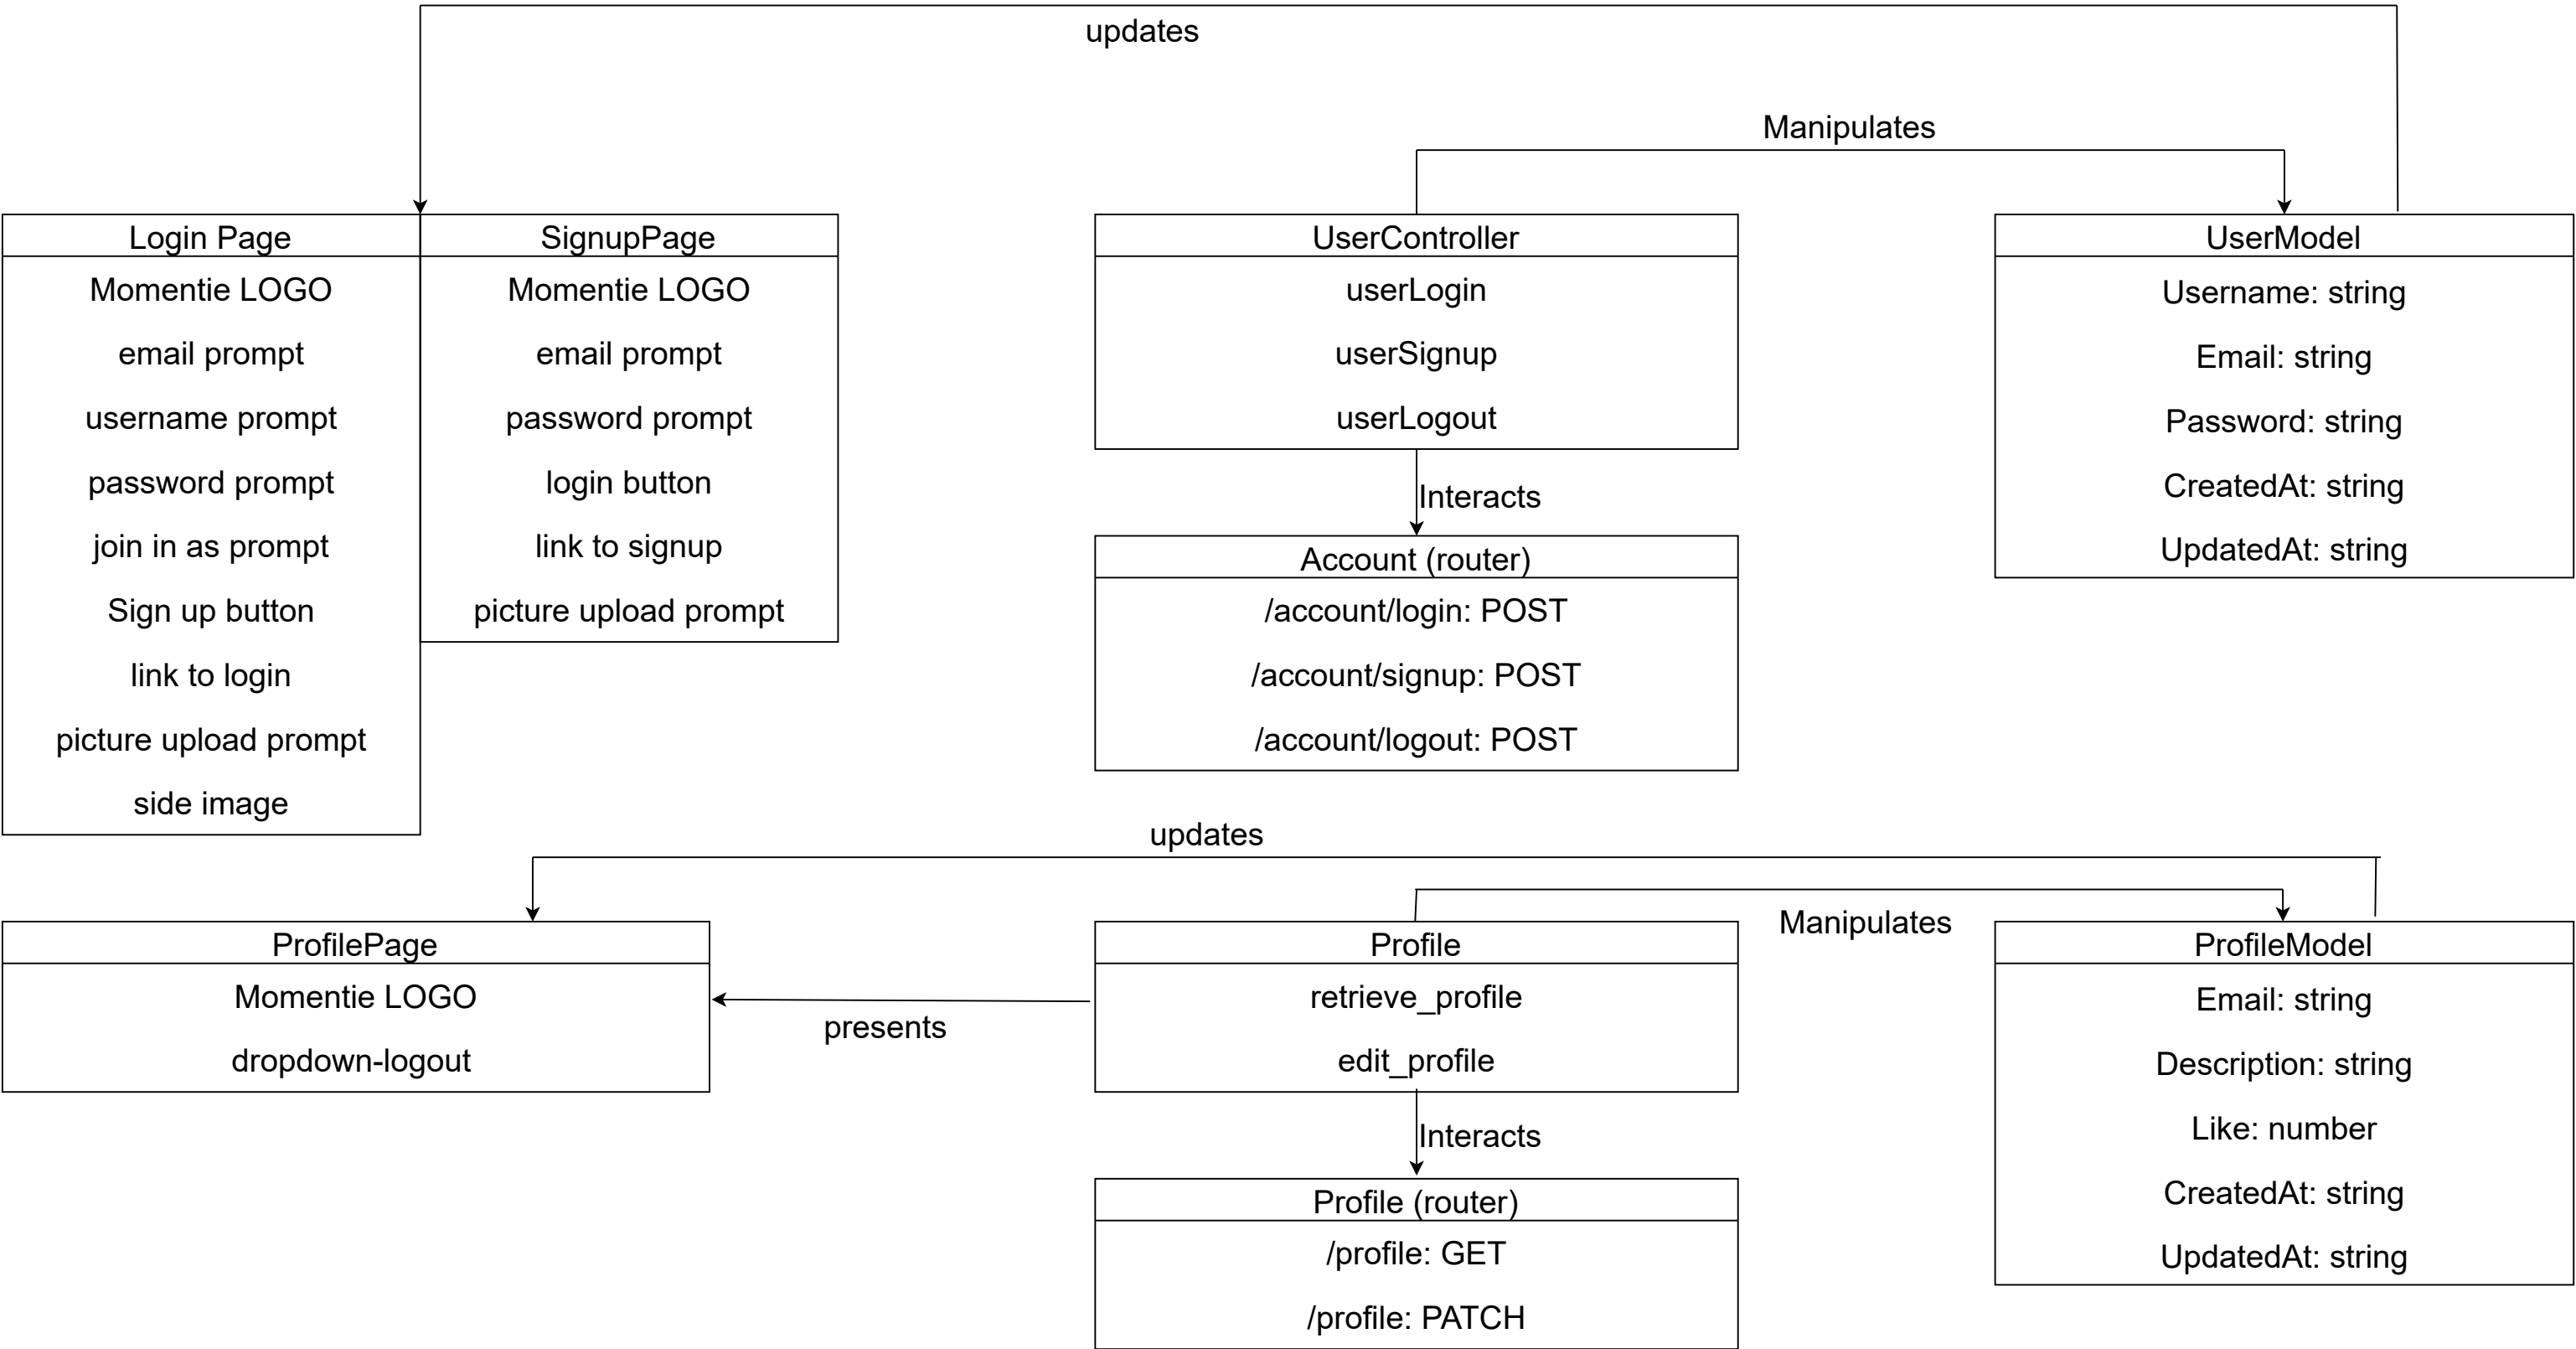 updates
Manipulates
Login Page
Momentie LOGO
email prompt
username prompt
password prompt
join in as prompt
Sign up button
link to login
picture upload prompt
side image
SignupPage
Momentie LOGO
email prompt
password prompt
login button
link to signup
picture upload prompt
UserController
userLogin
userSignup
userLogout
Interacts
Account (router)
/account/login: POST
/account/signup: POST
/account/logout: POST
UserModel
Username: string
Email: string
Password: string
CreatedAt: string
UpdatedAt: string
updates
Manipulates
ProfilePage
Momentie LOGO
dropdown-logout
presents
Profile
retrieve_profile
edit_profile
Interacts
Profile (router)
/profile: GET
/profile: PATCH
ProfileModel
Email: string
Description: string
Like: number
CreatedAt: string
UpdatedAt: string